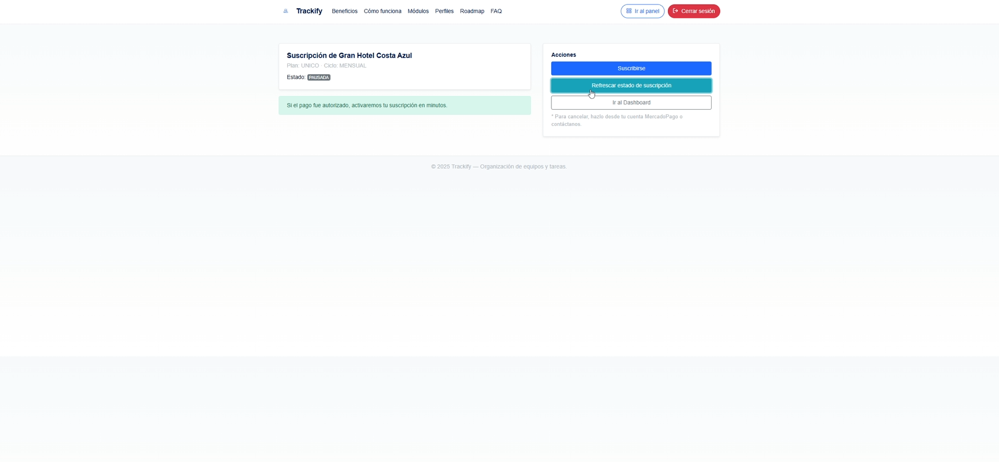 Trackify Beneficios Cómo funciona Módulos Perfiles Roadmap FAQ Ir al panel Cerrar sesión
Suscripción de Gran Hotel Costa Azul
Plan: UNICO · Ciclo: MENSUAL
Estado: PAUSADA
Si el pago fue autorizado, activaremos tu suscripción en minutos.
Acciones
Suscribirse
Refrescar estado de suscripción
Ir al Dashboard
* Para cancelar, hazlo desde tu cuenta MercadoPago o
contáctanos.
© 2025 Trackify — Organización de equipos y tareas.